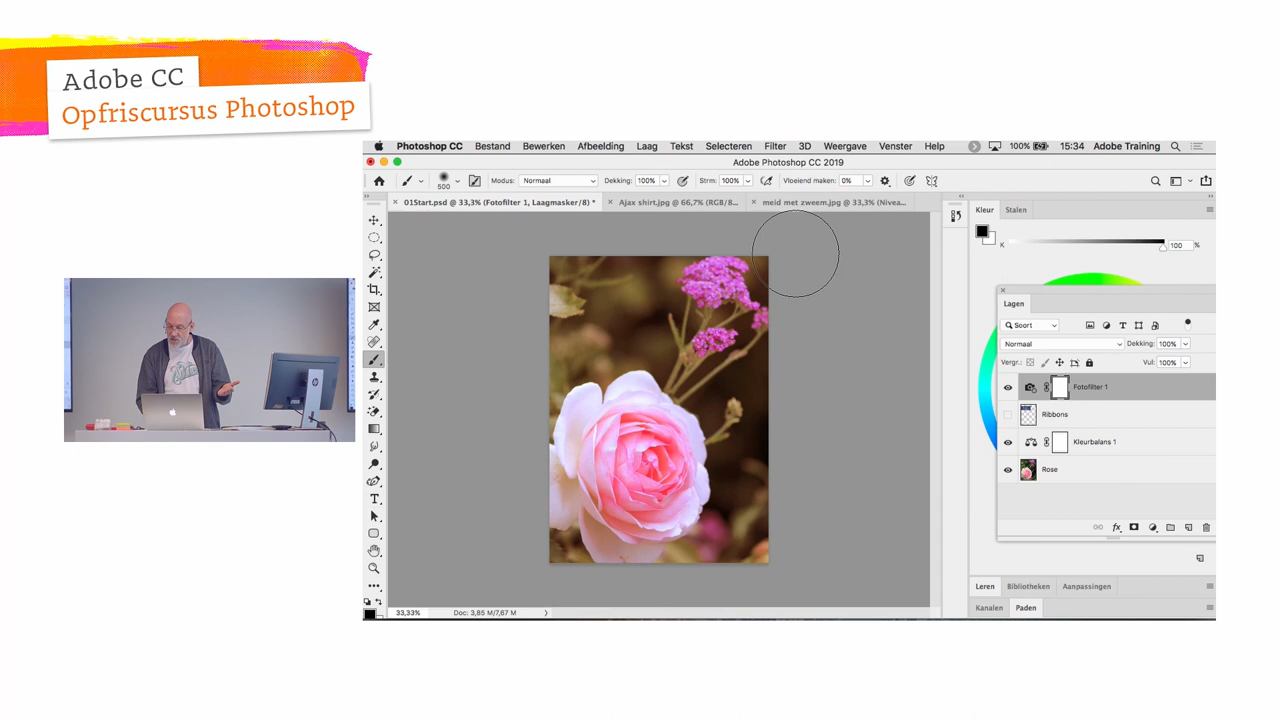 Adobe CC
Opfriscursus Photoshop
Photoshop CC Bestand Bewerken Afbeelding Laag Tekst Selecteren Filter 3D Weergave Venster Help 100% 15:34 Adobe Training
Adobe Photoshop CC 2019
500 Modus: Normaal Dekking: 100% Strm: 100% Vloeiend maken: 0%
01Start.psd @ 33,3% (Fotofilter 1, Laagmasker/8) * Ajax shirt.jpg @ 66,7% (RGB/8... meid met zweem.jpg @ 33,3% (Nivea...
Kleur Stalen
K 100 %
Lagen
Soort
Normaal Dekking: 100%
Vergr.: Vul: 100%
Fotofilter 1
Ribbons
Kleurbalans 1
Rose
Leren Bibliotheken Aanpassingen
Kanalen Paden
33,33% Doc: 3,85 M/7,67 M